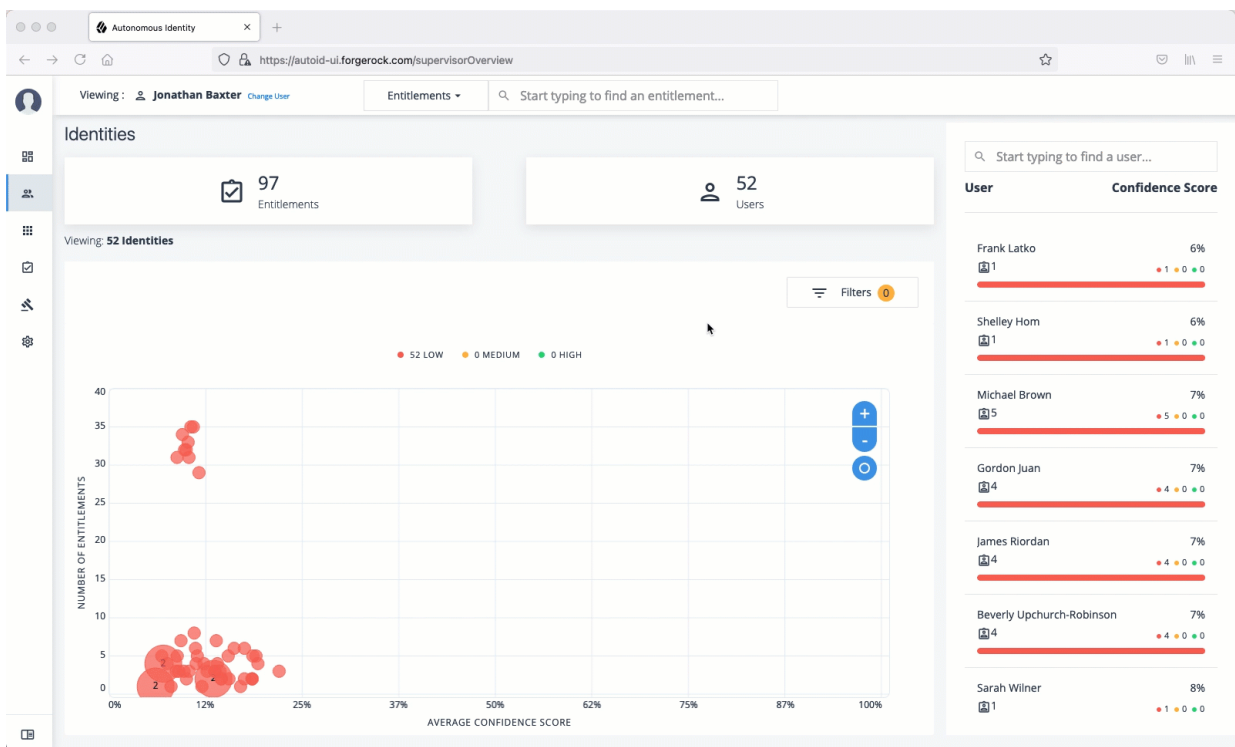 Autonomous Identity
https://autoid-ui.forgerock.com/supervisorOverview
Viewing : Jonathan Baxter Change User
Entitlements
Start typing to find an entitlement...
Identities
97
Entitlements
52
Users
Viewing: 52 Identities
Filters 0
52 LOW 0 MEDIUM 0 HIGH
NUMBER OF ENTITLEMENTS
40
35
30
25
20
15
10
5
0
2
2
2
0% 12% 25% 37% 50% 62% 75% 87% 100%
AVERAGE CONFIDENCE SCORE
Start typing to find a user...
User Confidence Score
Frank Latko 6%
1 1 0 0
Shelley Hom 6%
1 1 0 0
Michael Brown 7%
5 5 0 0
Gordon Juan 7%
4 4 0 0
James Riordan 7%
4 4 0 0
Beverly Upchurch-Robinson 7%
4 4 0 0
Sarah Wilner 8%
1 1 0 0